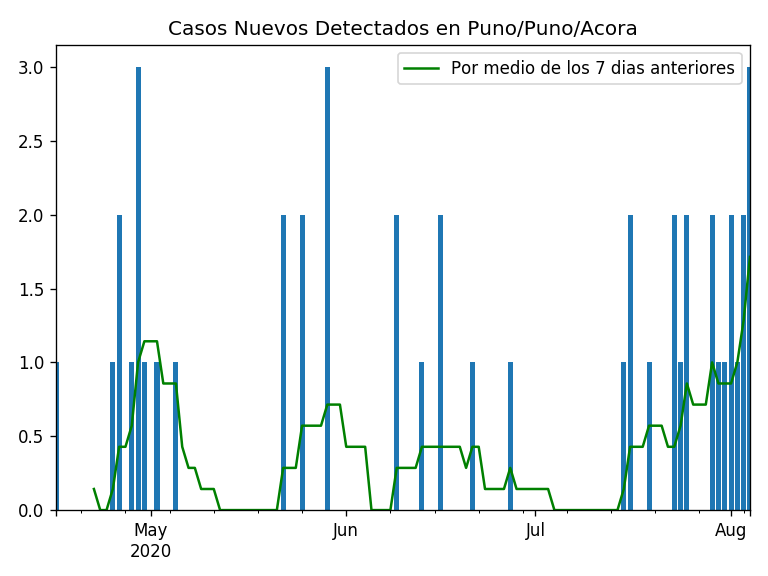 Casos Nuevos Detectados en Puno/Puno/Acora
Por medio de los 7 dias anteriores
3.0
2.5
2.0
1.5
1.0
0.5
0.0
May
2020
Jun
Jul
Aug